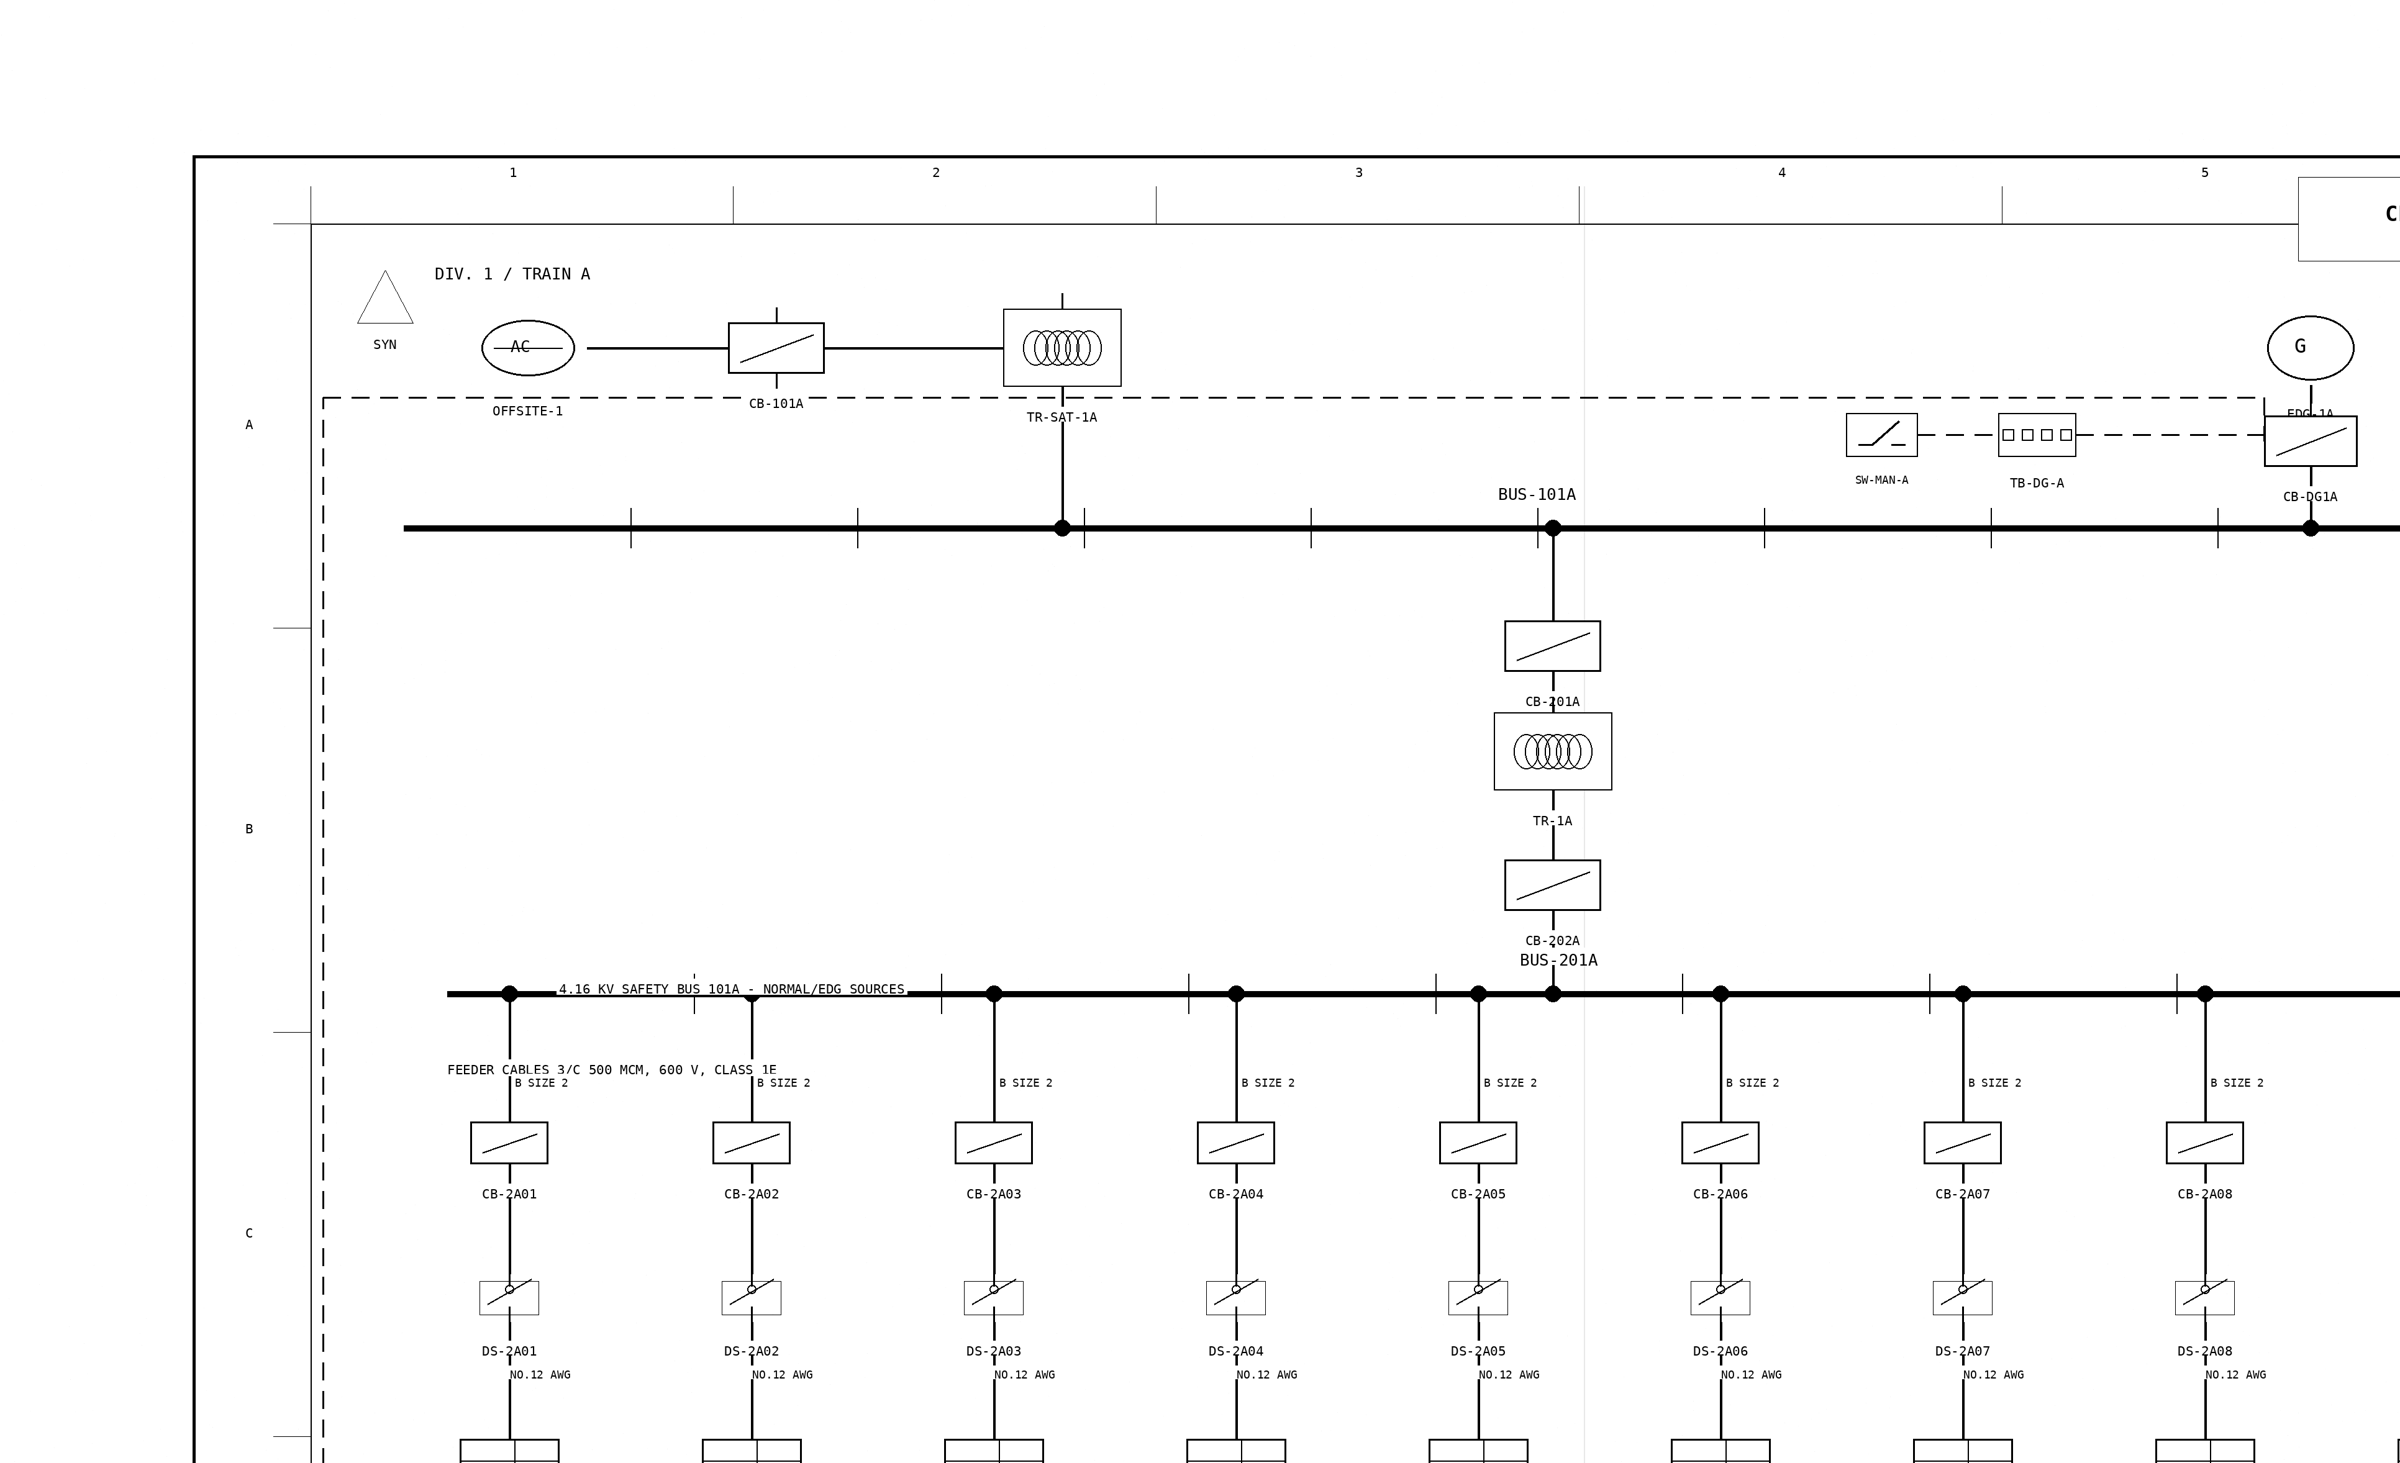 1 2 3 4 5
DIV. 1 / TRAIN A
SYN
AC
G
OFFSITE-1
CB-101A
TR-SAT-1A
EDG-1A
A
SW-MAN-A
TB-DG-A
CB-DG1A
BUS-101A
CB-201A
TR-1A
B
CB-202A
BUS-201A
4.16 KV SAFETY BUS 101A - NORMAL/EDG SOURCES
FEEDER CABLES 3/C 500 MCM, 600 V, CLASS 1E
B SIZE 2 B SIZE 2 B SIZE 2 B SIZE 2 B SIZE 2 B SIZE 2 B SIZE 2 B SIZE 2
CB-2A01 CB-2A02 CB-2A03 CB-2A04 CB-2A05 CB-2A06 CB-2A07 CB-2A08
C
DS-2A01 DS-2A02 DS-2A03 DS-2A04 DS-2A05 DS-2A06 DS-2A07 DS-2A08
NO.12 AWG NO.12 AWG NO.12 AWG NO.12 AWG NO.12 AWG NO.12 AWG NO.12 AWG NO.12 AWG